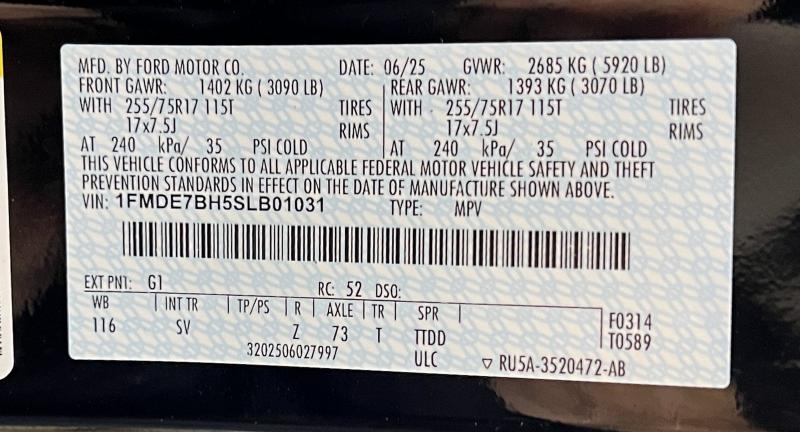 MFD. BY FORD MOTOR CO. DATE: 06/25 GVWR: 2685 KG ( 5920 LB)
FRONT GAWR: 1402 KG ( 3090 LB) REAR GAWR: 1393 KG ( 3070 LB)
WITH 255/75R17 115T TIRES WITH 255/75R17 115T TIRES
17x7.5J RIMS 17x7.5J RIMS
AT 240 kPa/ 35 PSI COLD AT 240 kPa/ 35 PSI COLD
THIS VEHICLE CONFORMS TO ALL APPLICABLE FEDERAL MOTOR VEHICLE SAFETY AND THEFT
PREVENTION STANDARDS IN EFFECT ON THE DATE OF MANUFACTURE SHOWN ABOVE.
VIN: 1FMDE7BH5SLB01031 TYPE: MPV
EXT PNT: G1 RC: 52 DSO:
WB INT TR TP/PS R AXLE TR SPR F0314
116 SV Z 73 T TTDD T0589
3202506027997 ULC ▽ RU5A-3520472-AB